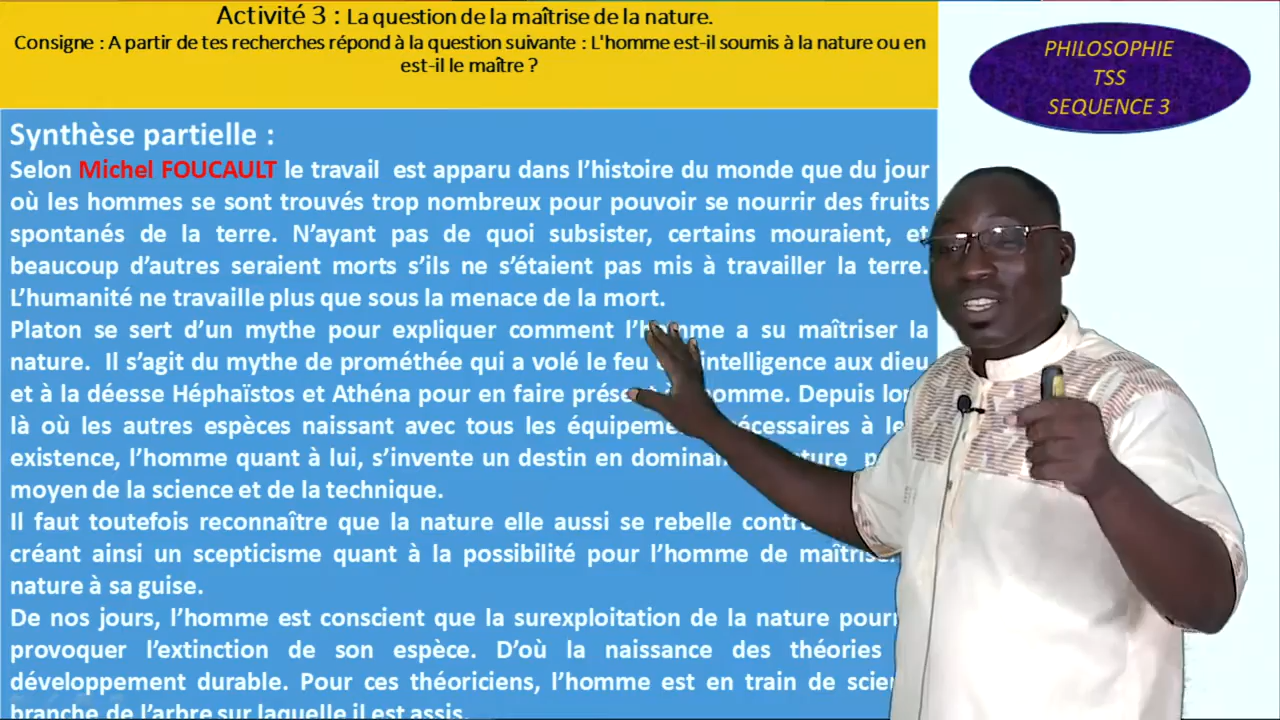 Activité 3 : La question de la maîtrise de la nature.
Consigne : A partir de tes recherches répond à la question suivante : L'homme est-il soumis à la nature ou en
est-il le maître ?
PHILOSOPHIE
TSS
SEQUENCE 3
Synthèse partielle :
Selon Michel FOUCAULT le travail est apparu dans l’histoire du monde que du jour
où les hommes se sont trouvés trop nombreux pour pouvoir se nourrir des fruits
spontanés de la terre. N’ayant pas de quoi subsister, certains mouraient, et
beaucoup d’autres seraient morts s’ils ne s’étaient pas mis à travailler la terre.
L’humanité ne travaille plus que sous la menace de la mort.
Platon se sert d’un mythe pour expliquer comment l’homme a su maîtriser la
nature. Il s’agit du mythe de prométhée qui a volé le feu intelligence aux dieu
et à la déesse Héphaïstos et Athéna pour en faire homme. Depuis
là où les autres espèces naissant avec tous les à
existence, l’homme quant à lui, s’invente un destin en
moyen de la science et de la technique.
Il faut toutefois reconnaître que la nature elle aussi se rebelle
créant ainsi un scepticisme quant à la possibilité pour l’homme de
nature à sa guise.
De nos jours, l’homme est conscient que la surexploitation de la nature
provoquer l’extinction de son espèce. D’où la naissance des théories
développement durable. Pour ces théoriciens, l’homme est en train de
branche de l’arbre sur laquelle il est assis.